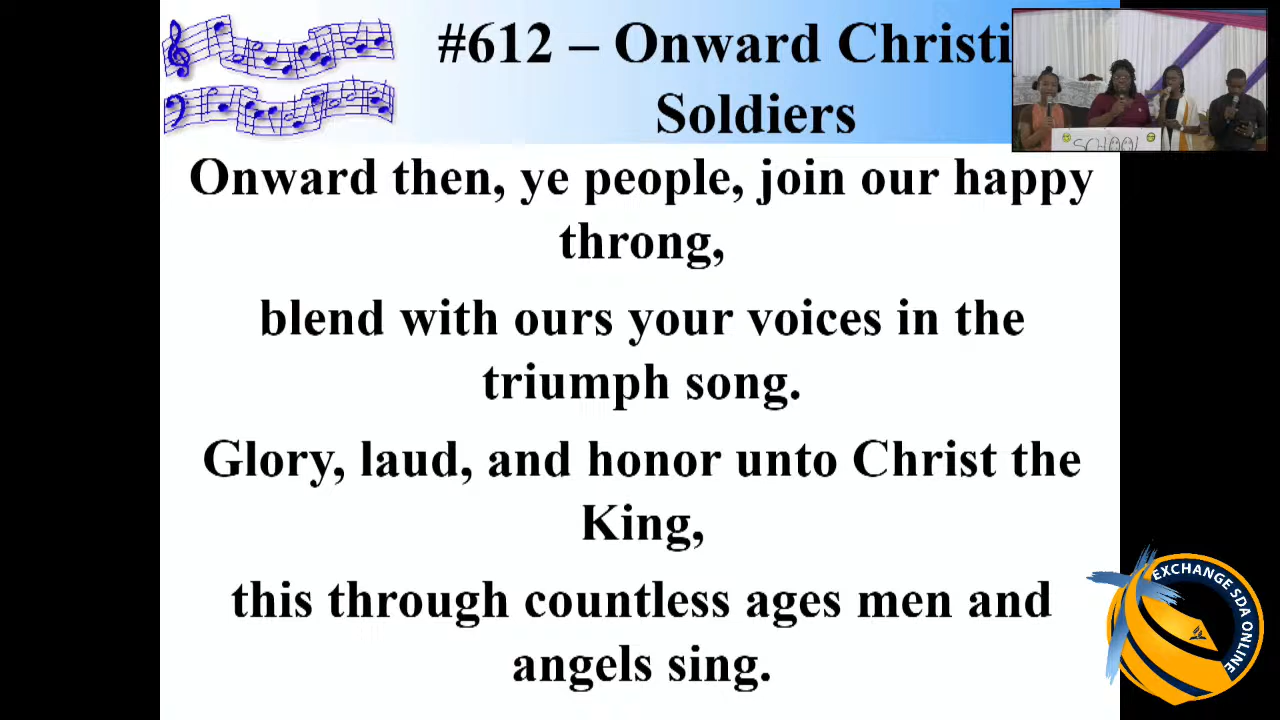 #612 – Onward Christi
Soldiers
Onward then, ye people, join our happy
throng,
blend with ours your voices in the
triumph song.
Glory, laud, and honor unto Christ the
King,
this through countless ages men and
angels sing.
SCHOOL
EXCHANGE SDA ONLINE